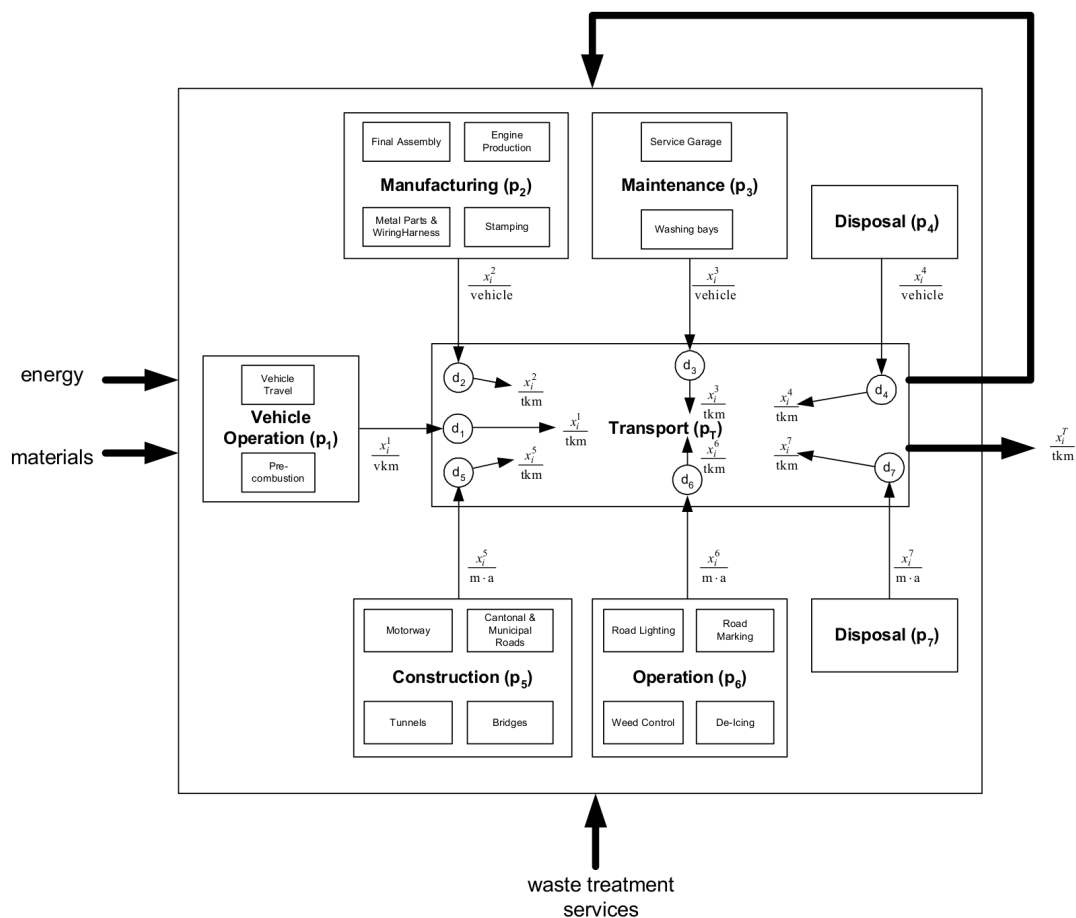 Final Assembly
Engine
Production
Manufacturing (p2)
Metal Parts &
WiringHarness
Stamping
Service Garage
Maintenance (p3)
Washing bays
Disposal (p4)
x_i^2
vehicle
x_i^3
vehicle
x_i^4
vehicle
energy
materials
Vehicle
Travel
Vehicle
Operation (p1)
Pre-
combustion
x_i^1
vkm
d2
x_i^2
tkm
d1
x_i^1
tkm
d5
x_i^5
tkm
d3
x_i^3
tkm
Transport (pT)
x_i^6
tkm
d6
d4
x_i^4
tkm
x_i^7
tkm
d7
x_i^T
tkm
x_i^5
m · a
x_i^6
m · a
x_i^7
m · a
Motorway
Cantonal &
Municipal
Roads
Construction (p5)
Tunnels
Bridges
Road Lighting
Road
Marking
Operation (p6)
Weed Control
De-Icing
Disposal (p7)
waste treatment
services